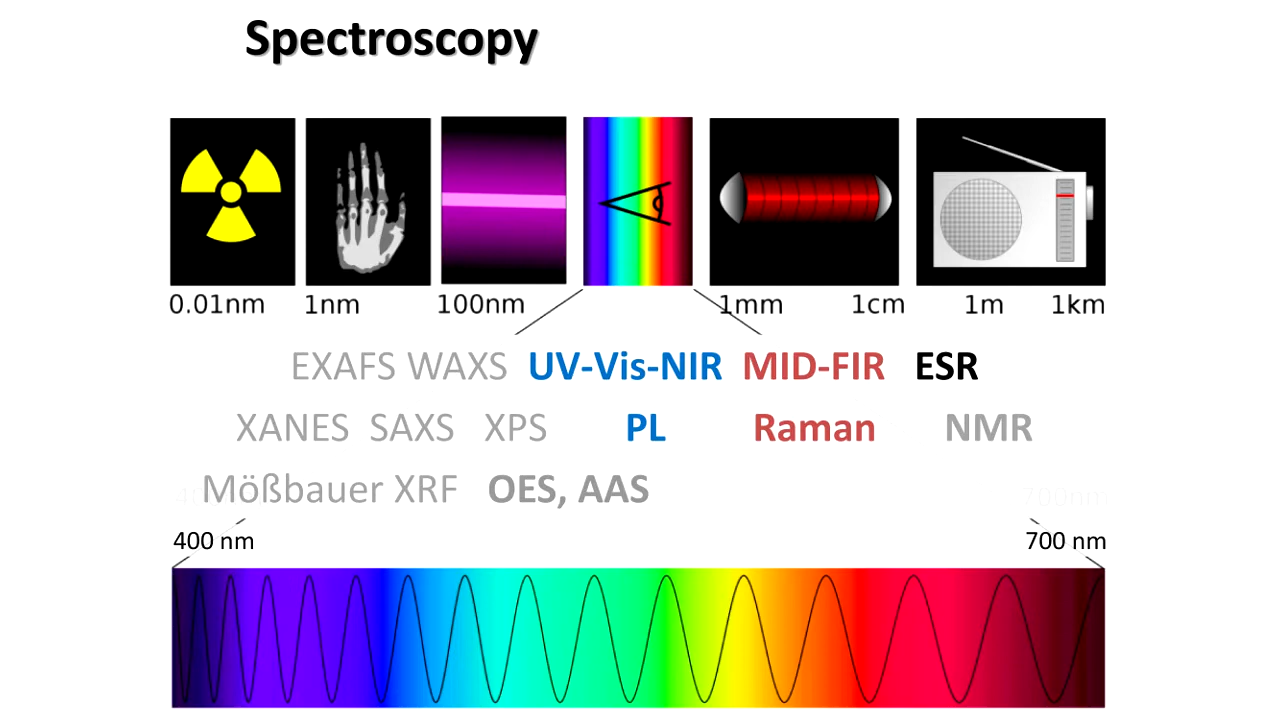 Spectroscopy
0.01nm 1nm 100nm 1mm 1cm 1m 1km
EXAFS WAXS UV-Vis-NIR MID-FIR ESR
XANES SAXS XPS PL Raman NMR
Mößbauer XRF OES, AAS
700nm
400 nm 700 nm